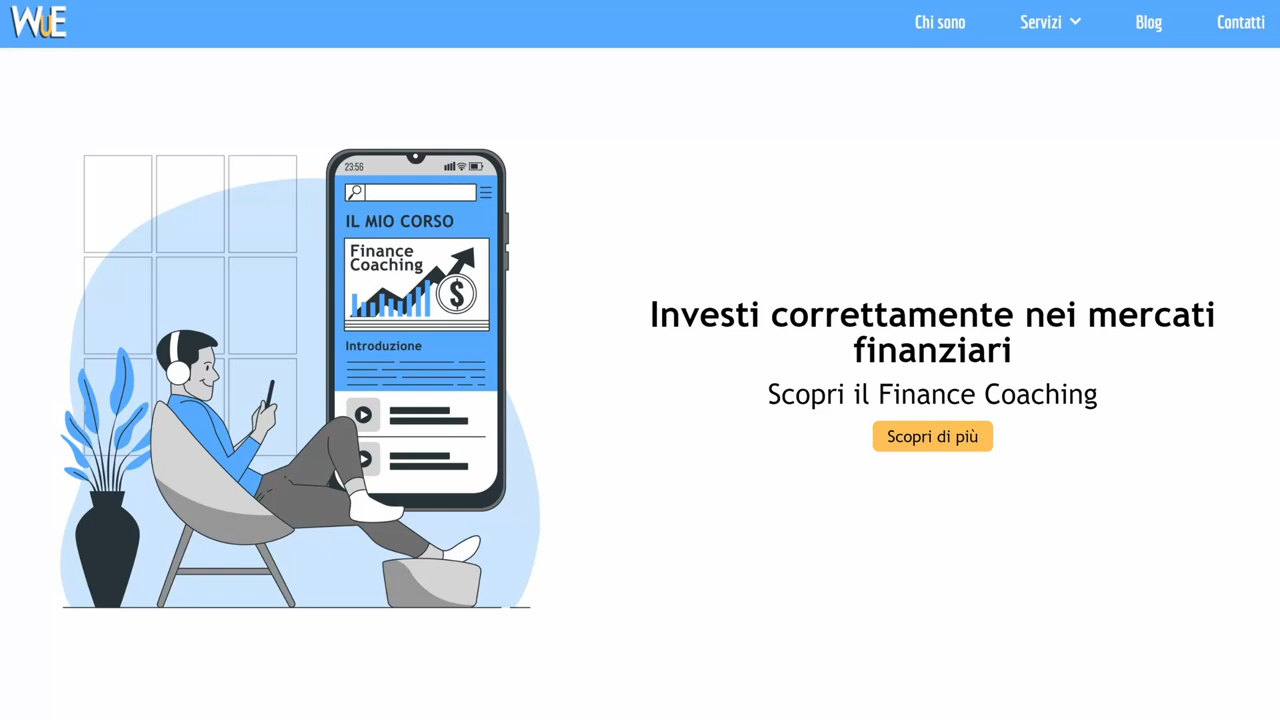 WuE
Chi sono
Servizi
Blog
Contatti
23:56
IL MIO CORSO
Finance
Coaching
$
Introduzione
Investi correttamente nei mercati
finanziari
Scopri il Finance Coaching
Scopri di più